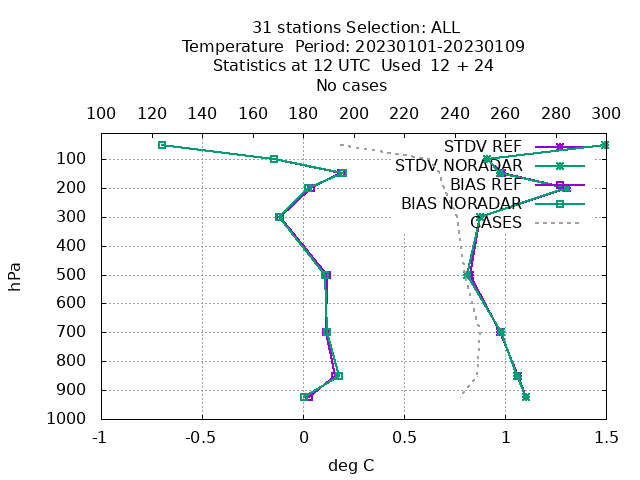 31 stations Selection: ALL
Temperature  Period: 20230101-20230109
Statistics at 12 UTC  Used  12 + 24
No cases
100 120 140 160 180 200 220 240 260 280 300
STDV REF
STDV NORADAR
BIAS REF
BIAS NORADAR
CASES
hPa
100
200
300
400
500
600
700
800
900
1000
-1 -0.5 0 0.5 1 1.5
deg C